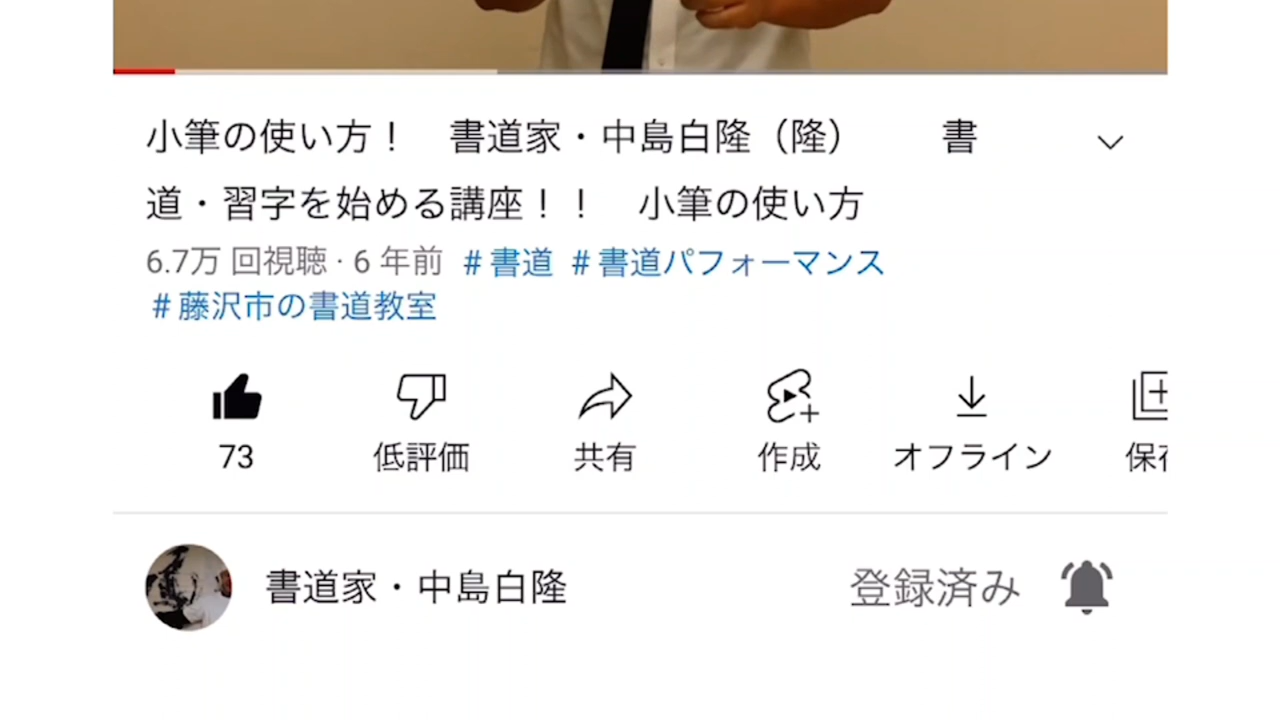 小筆の使い方！　書道家・中島白隆（隆）　　書
道・習字を始める講座！！　小筆の使い方
6.7万 回視聴・6 年前 #書道 #書道パフォーマンス
#藤沢市の書道教室
73 低評価 共有 作成 オフライン 保存
書道家・中島白隆 登録済み